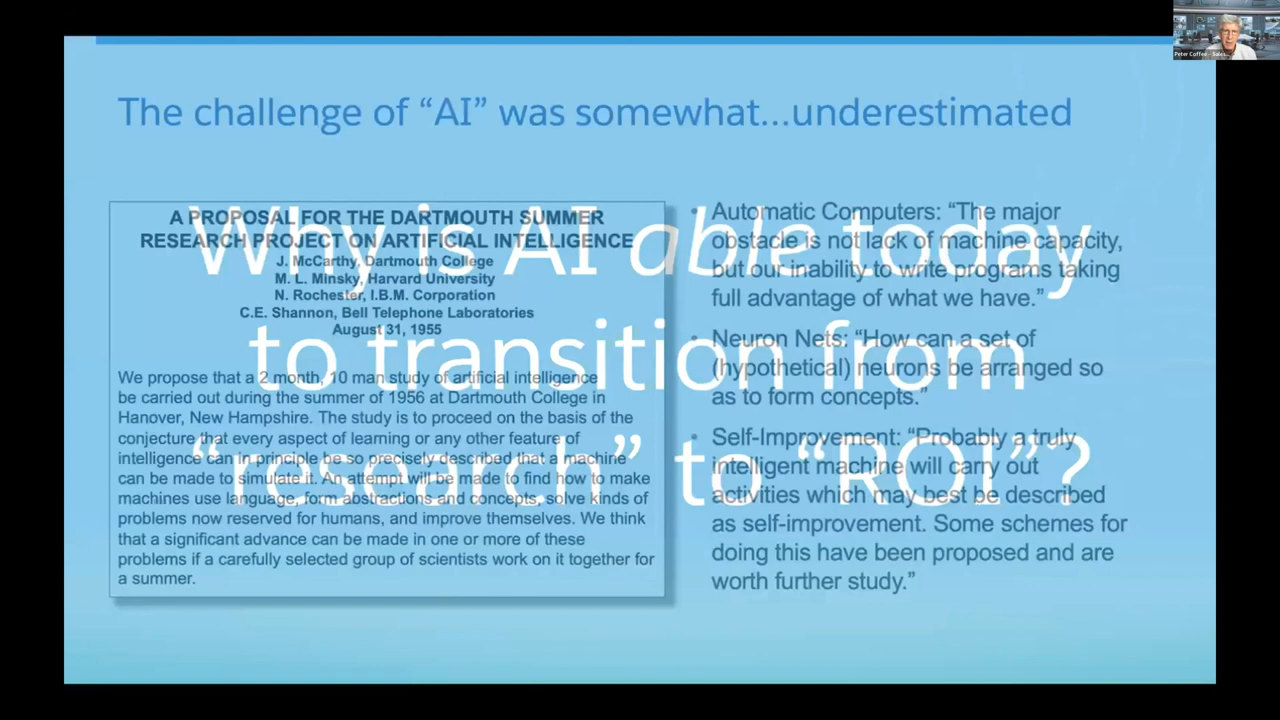 Peter Coffee - Sales...
The challenge of “AI” was somewhat...underestimated
A PROPOSAL FOR THE DARTMOUTH SUMMER
RESEARCH PROJECT ON ARTIFICIAL INTELLIGENCE
J. McCarthy, Dartmouth College
M. L. Minsky, Harvard University
N. Rochester, I.B.M. Corporation
C.E. Shannon, Bell Telephone Laboratories
August 31, 1955
We propose that a 2 month, 10 man study of artificial intelligence
be carried out during the summer of 1956 at Dartmouth College in
Hanover, New Hampshire. The study is to proceed on the basis of the
conjecture that every aspect of learning or any other feature of
intelligence can in principle be so precisely described that a machine
can be made to simulate it. An attempt will be made to find how to make
machines use language, form abstractions and concepts, solve kinds of
problems now reserved for humans, and improve themselves. We think
that a significant advance can be made in one or more of these
problems if a carefully selected group of scientists work on it together for
a summer.
• Automatic Computers: “The major
obstacle is not lack of machine capacity,
but our inability to write programs taking
full advantage of what we have.”
• Neuron Nets: “How can a set of
(hypothetical) neurons be arranged so
as to form concepts.”
• Self-Improvement: “Probably a truly
intelligent machine will carry out
activities which may best be described
as self-improvement. Some schemes for
doing this have been proposed and are
worth further study.”
Why is AI able today
to transition from
“research” to “ROI”?